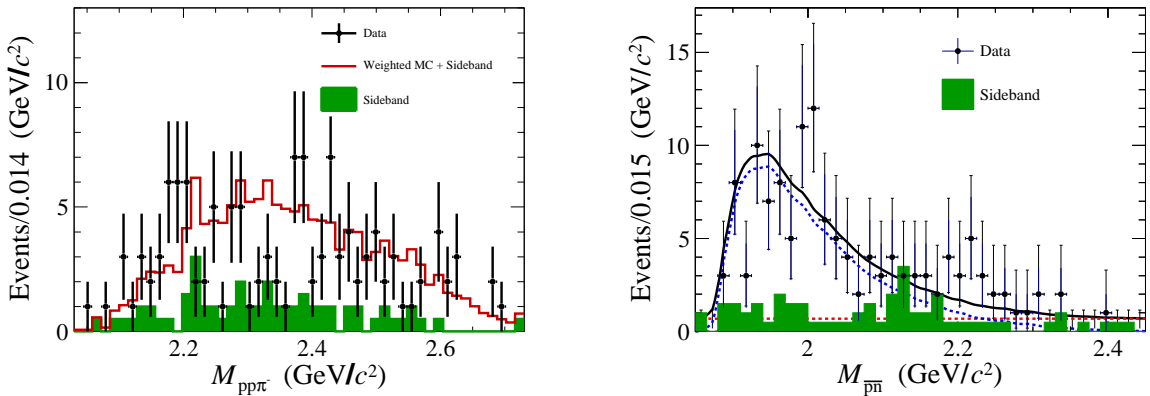 Events/0.014 (GeV/c²)
10
5
0
Data
Weighted MC + Sideband
Sideband
2.2 2.4 2.6
M_ppπ⁻ (GeV/c²)
Events/0.015 (GeV/c²)
15
10
5
0
Data
Sideband
2 2.2 2.4
M_p̅n̅ (GeV/c²)